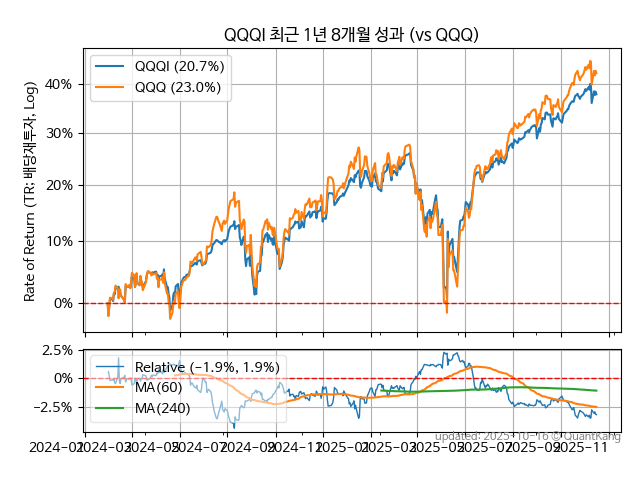 QQQI 최근 1년 8개월 성과 (vs QQQ)
QQQI (20.7%)
QQQ (23.0%)
40%
30%
20%
10%
0%
Rate of Return (TR: 배당재투자, Log)
2.5%
0%
−2.5%
Relative (−1.9%, 1.9%)
MA(60)
MA(240)
updated: 2025-10-16 © QuantKang
2024-01 2024-03 2024-05 2024-07 2024-09 2024-11 2025-01 2025-03 2025-05 2025-07 2025-09 2025-11